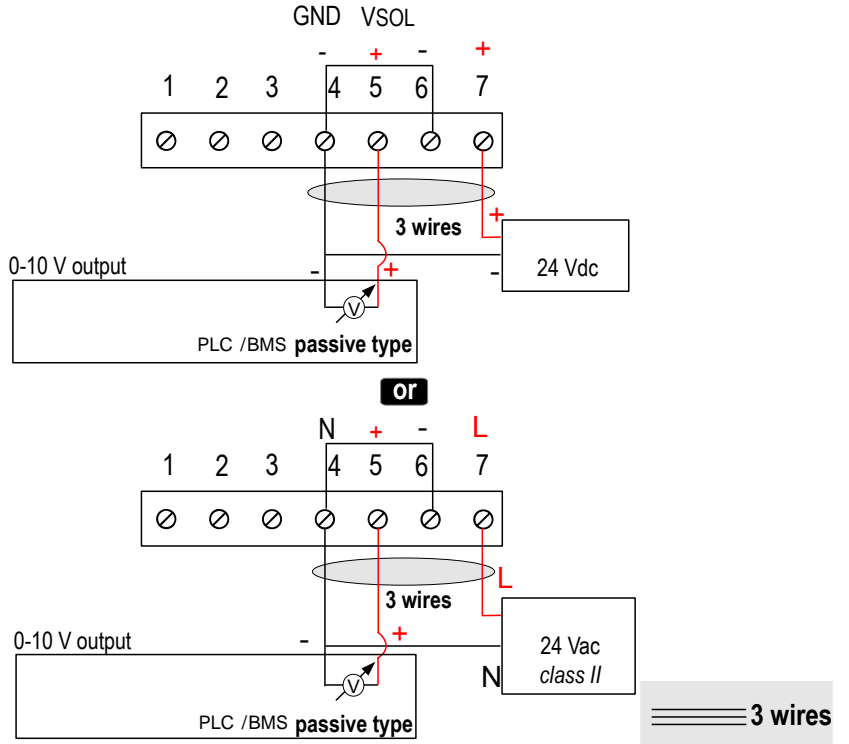 GND VSOL
- + - +
1 2 3 4 5 6 7
3 wires
+
0-10 V output - + - 24 Vdc
V
PLC /BMS passive type
or
N + - L
1 2 3 4 5 6 7
L
3 wires
0-10 V output - + 24 Vac
N class II
V
PLC /BMS passive type
3 wires